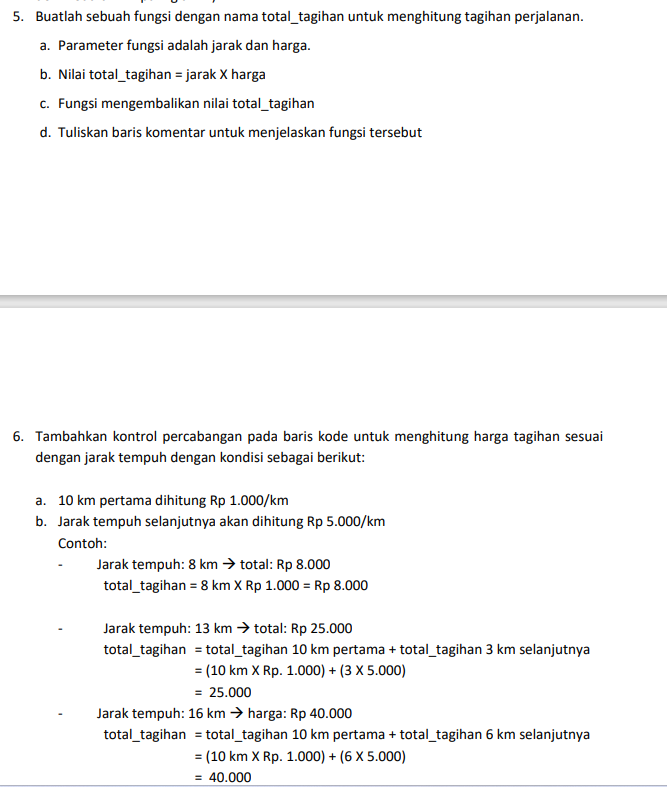 5. Buatlah sebuah fungsi dengan nama total_tagihan untuk menghitung tagihan perjalanan.
a. Parameter fungsi adalah jarak dan harga.
b. Nilai total_tagihan = jarak X harga
c. Fungsi mengembalikan nilai total_tagihan
d. Tuliskan baris komentar untuk menjelaskan fungsi tersebut
6. Tambahkan kontrol percabangan pada baris kode untuk menghitung harga tagihan sesuai
dengan jarak tempuh dengan kondisi sebagai berikut:
a. 10 km pertama dihitung Rp 1.000/km
b. Jarak tempuh selanjutnya akan dihitung Rp 5.000/km
Contoh:
- Jarak tempuh: 8 km → total: Rp 8.000
total_tagihan = 8 km X Rp 1.000 = Rp 8.000
- Jarak tempuh: 13 km → total: Rp 25.000
total_tagihan = total_tagihan 10 km pertama + total_tagihan 3 km selanjutnya
= (10 km X Rp. 1.000) + (3 X 5.000)
= 25.000
- Jarak tempuh: 16 km → harga: Rp 40.000
total_tagihan = total_tagihan 10 km pertama + total_tagihan 6 km selanjutnya
= (10 km X Rp. 1.000) + (6 X 5.000)
= 40.000